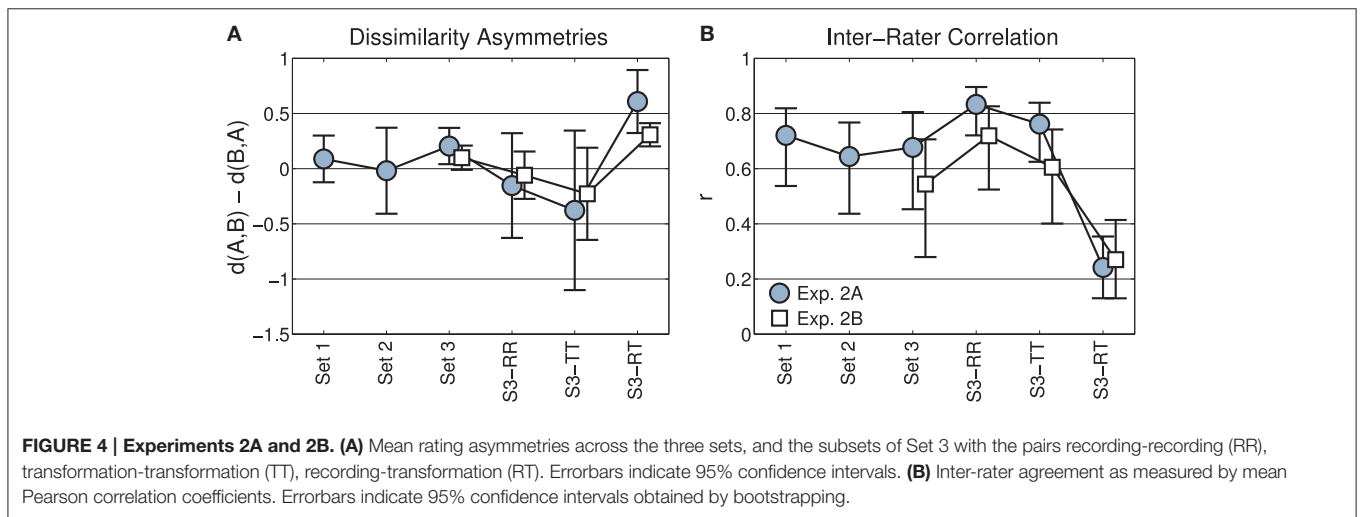 A
Dissimilarity Asymmetries
d(A,B) − d(B,A)
1
0.5
0
−0.5
−1
−1.5
Set 1
Set 2
Set 3
S3−RR
S3−TT
S3−RT
B
Inter−Rater Correlation
r
1
0.8
0.6
0.4
0.2
0
Exp. 2A
Exp. 2B
Set 1
Set 2
Set 3
S3−RR
S3−TT
S3−RT
FIGURE 4 | Experiments 2A and 2B. (A) Mean rating asymmetries across the three sets, and the subsets of Set 3 with the pairs recording-recording (RR),
transformation-transformation (TT), recording-transformation (RT). Errorbars indicate 95% confidence intervals. (B) Inter-rater agreement as measured by mean
Pearson correlation coefficients. Errorbars indicate 95% confidence intervals obtained by bootstrapping.